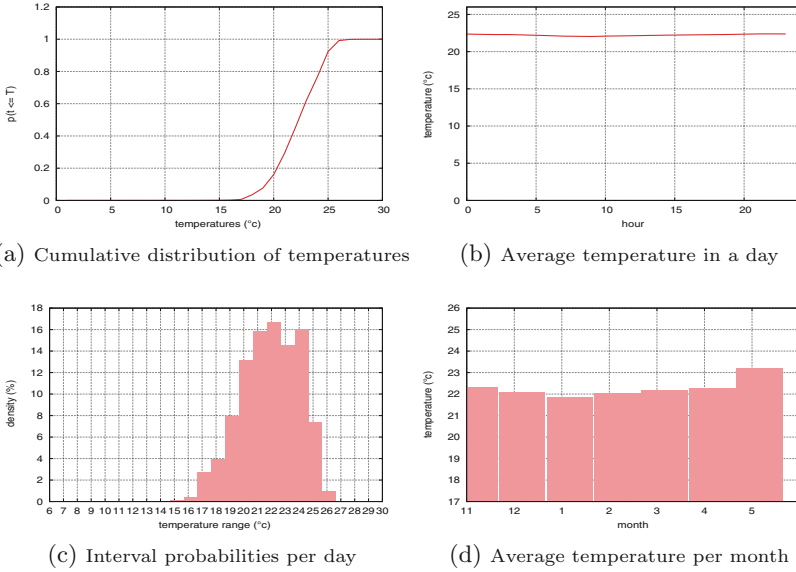 1.2
1
0.8
0.6
0.4
0.2
0
p(t <= T)
0 5 10 15 20 25 30
temperatures (°c)
(a) Cumulative distribution of temperatures
25
20
15
10
5
0
temperature (°c)
0 5 10 15 20
hour
(b) Average temperature in a day
18
16
14
12
10
8
6
4
2
0
density (%)
6 7 8 9 10 11 12 13 14 15 16 17 18 19 20 21 22 23 24 25 26 27 28 29 30
temperature range (°c)
(c) Interval probabilities per day
26
25
24
23
22
21
20
19
18
17
temperature (°c)
11 12 1 2 3 4 5
month
(d) Average temperature per month